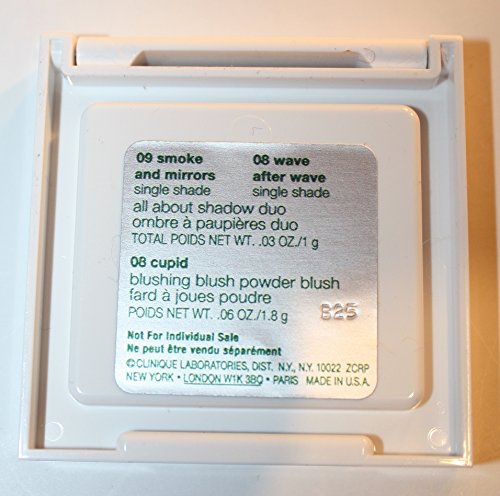 09 smoke 08 wave
and mirrors after wave
single shade single shade
all about shadow duo
ombre à paupières duo
TOTAL POIDS NET WT. .03 OZ./1 g
08 cupid
blushing blush powder blush
fard à joues poudre
POIDS NET WT. .06 OZ./1.8 g B25
Not For Individual Sale
Ne peut être vendu séparément
©CLINIQUE LABORATORIES, DIST. N.Y., N.Y. 10022 ZCRP
NEW YORK • LONDON W1K 3BQ • PARIS MADE IN U.S.A.